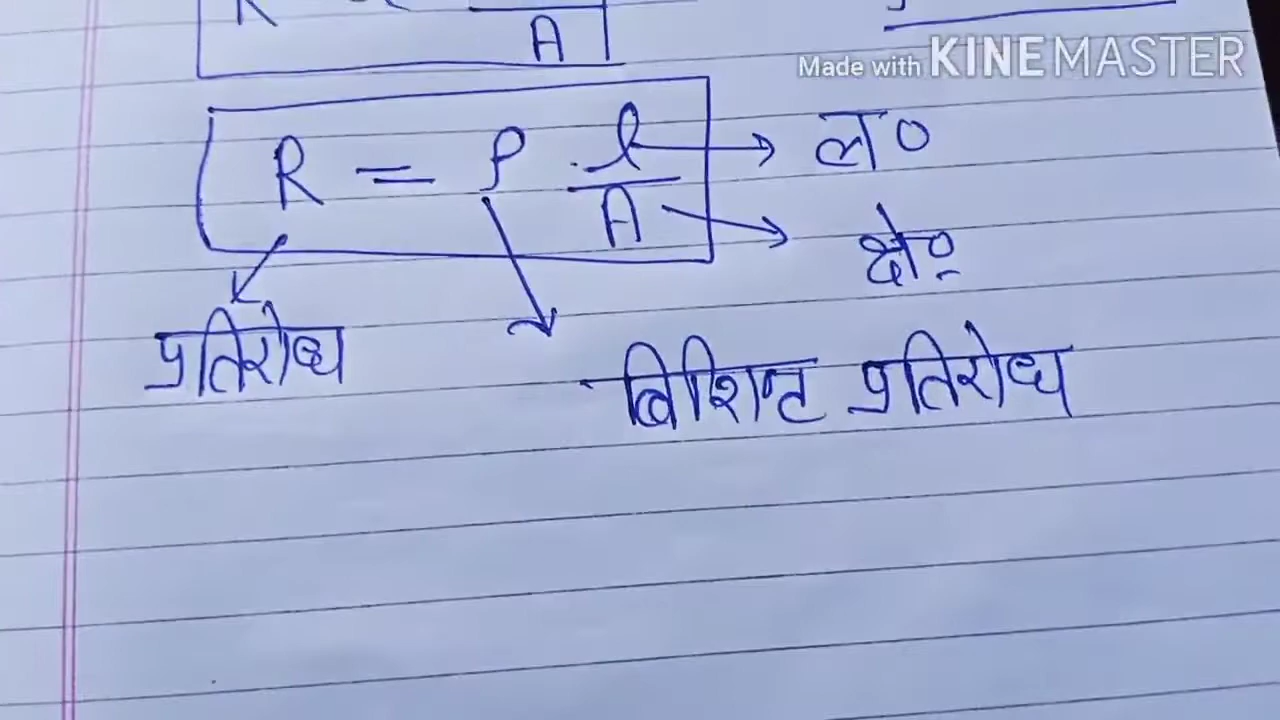 A
Made with KINEMASTER
R = ρ . l / A → ल०
क्षे०
प्रतिरोध
विशिष्ट प्रतिरोध